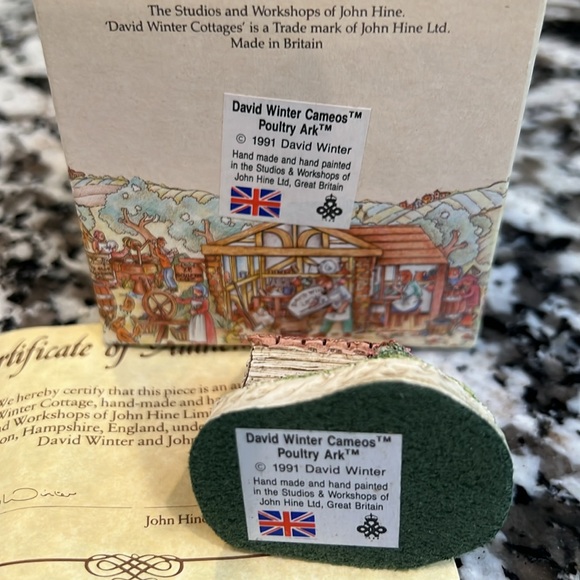 The Studios and Workshops of John Hine.
'David Winter Cottages' is a Trade mark of John Hine Ltd.
Made in Britain
David Winter Cameos™
Poultry Ark™
© 1991 David Winter
Hand made and hand painted
in the Studios & Workshops of
John Hine Ltd, Great Britain
rtificate of
We hereby certify that this piece is an a
Winter Cottage, hand-made and ha
d Workshops of John Hine Limi
on, Hampshire, England, unde
David Winter and John
Winter
John Hine
David Winter Cameos™
Poultry Ark™
© 1991 David Winter
Hand made and hand painted
in the Studios & Workshops of
John Hine Ltd, Great Britain